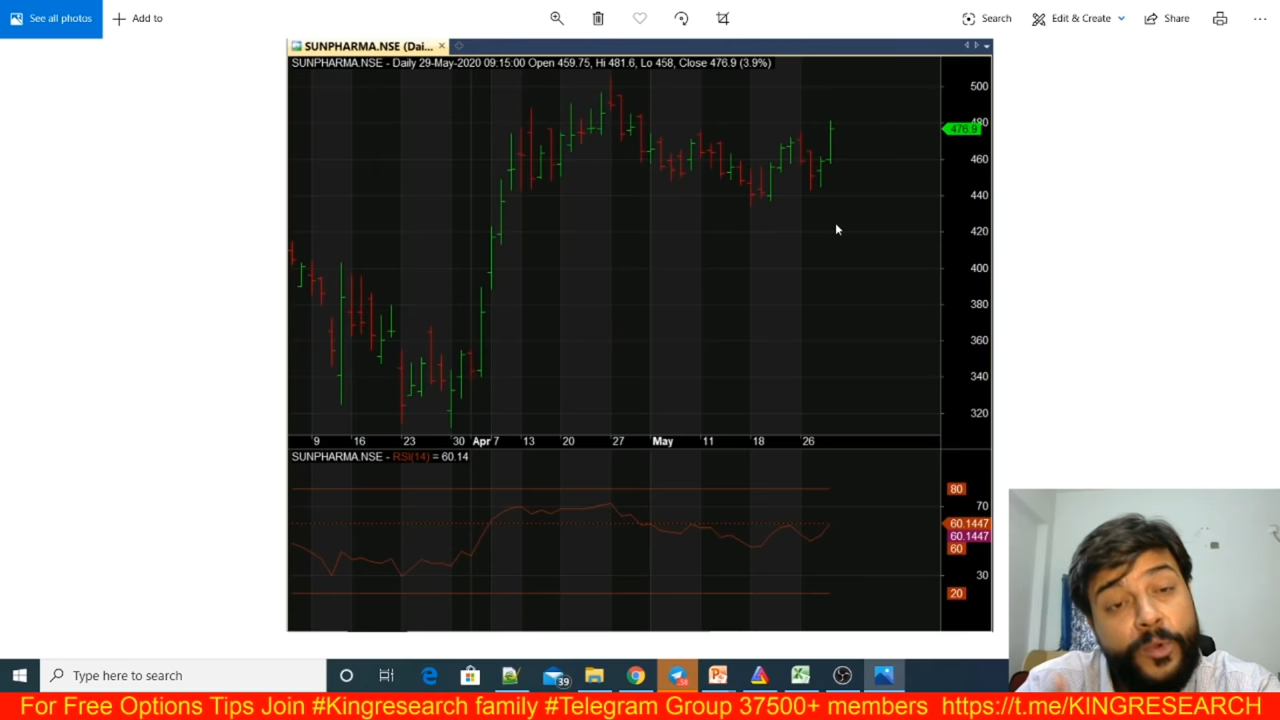 See all photos
Add to
Search
Edit & Create
Share
SUNPHARMA.NSE (Dai...
SUNPHARMA.NSE - Daily 29-May-2020 09:15:00 Open 459.75, Hi 481.6, Lo 458, Close 476.9 (3.9%)
500
480
476.9
460
440
420
400
380
360
340
320
9 16 23 30 Apr 7 13 20 27 May 11 18 26
SUNPHARMA.NSE - RSI(14) = 60.14
80
70
60.1447
60.1447
60
30
20
Type here to search
39
For Free Options Tips Join #Kingresearch family #Telegram Group 37500+ members https://t.me/KINGRESEARCH